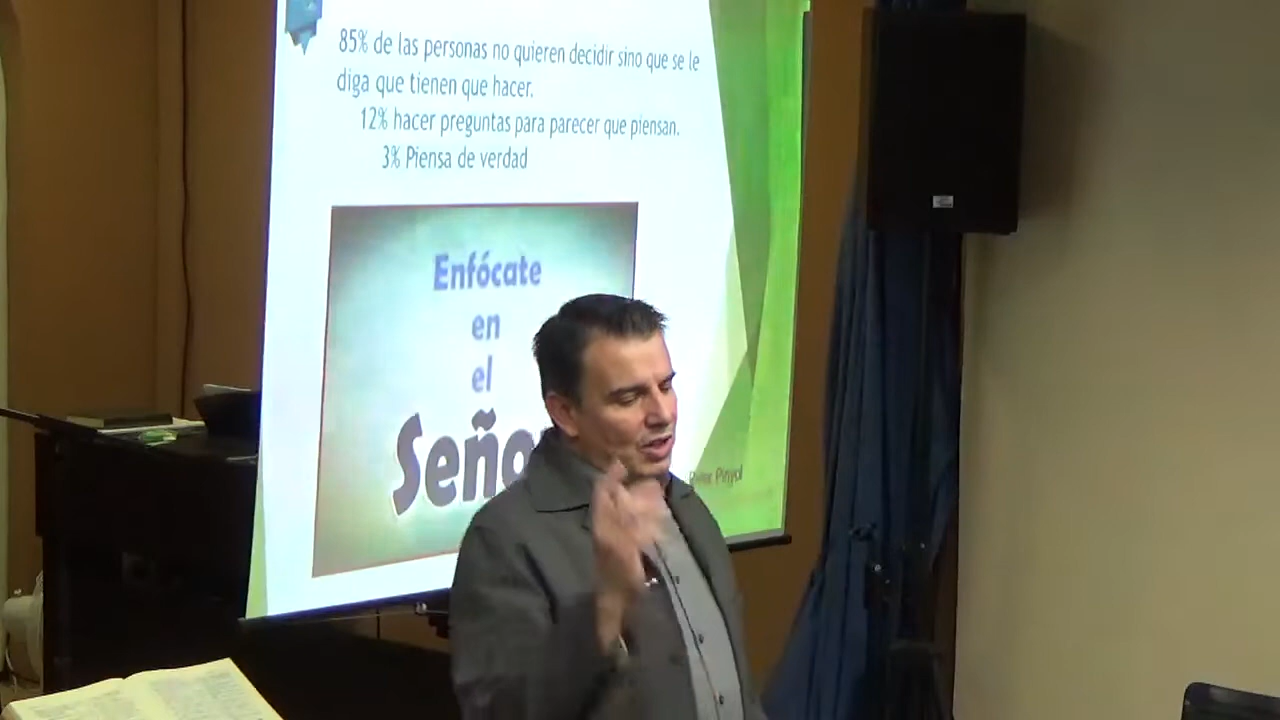 85% de las personas no quieren decidir sino que se le
diga que tienen que hacer.
12% hacer preguntas para parecer que piensan.
3% Piensa de verdad
Enfócate
en
el
Seño
Pinyol